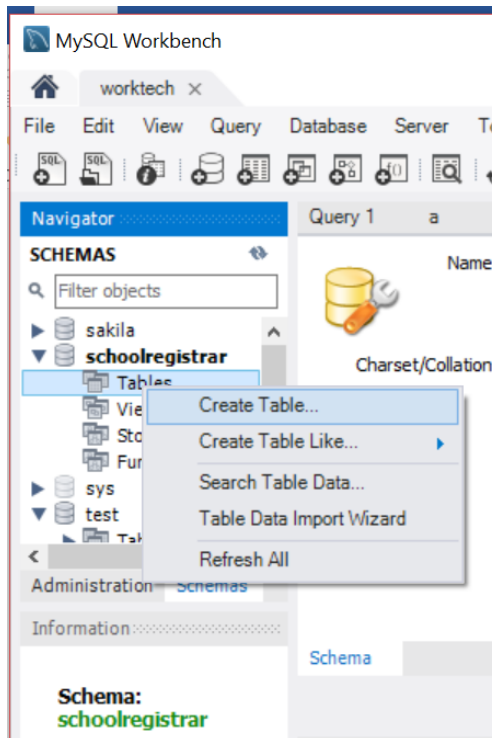 MySQL Workbench
worktech ×
File Edit View Query Database Server
SQL SQL
Navigator
Query 1 a
SCHEMAS
Name
Filter objects
sakila
schoolregistrar
Charset/Collation
Tables
Create Table...
Create Table Like...
sys
Search Table Data...
test
Table Data Import Wizard
Refresh All
Administration Schemas
Information
Schema
Schema:
schoolregistrar